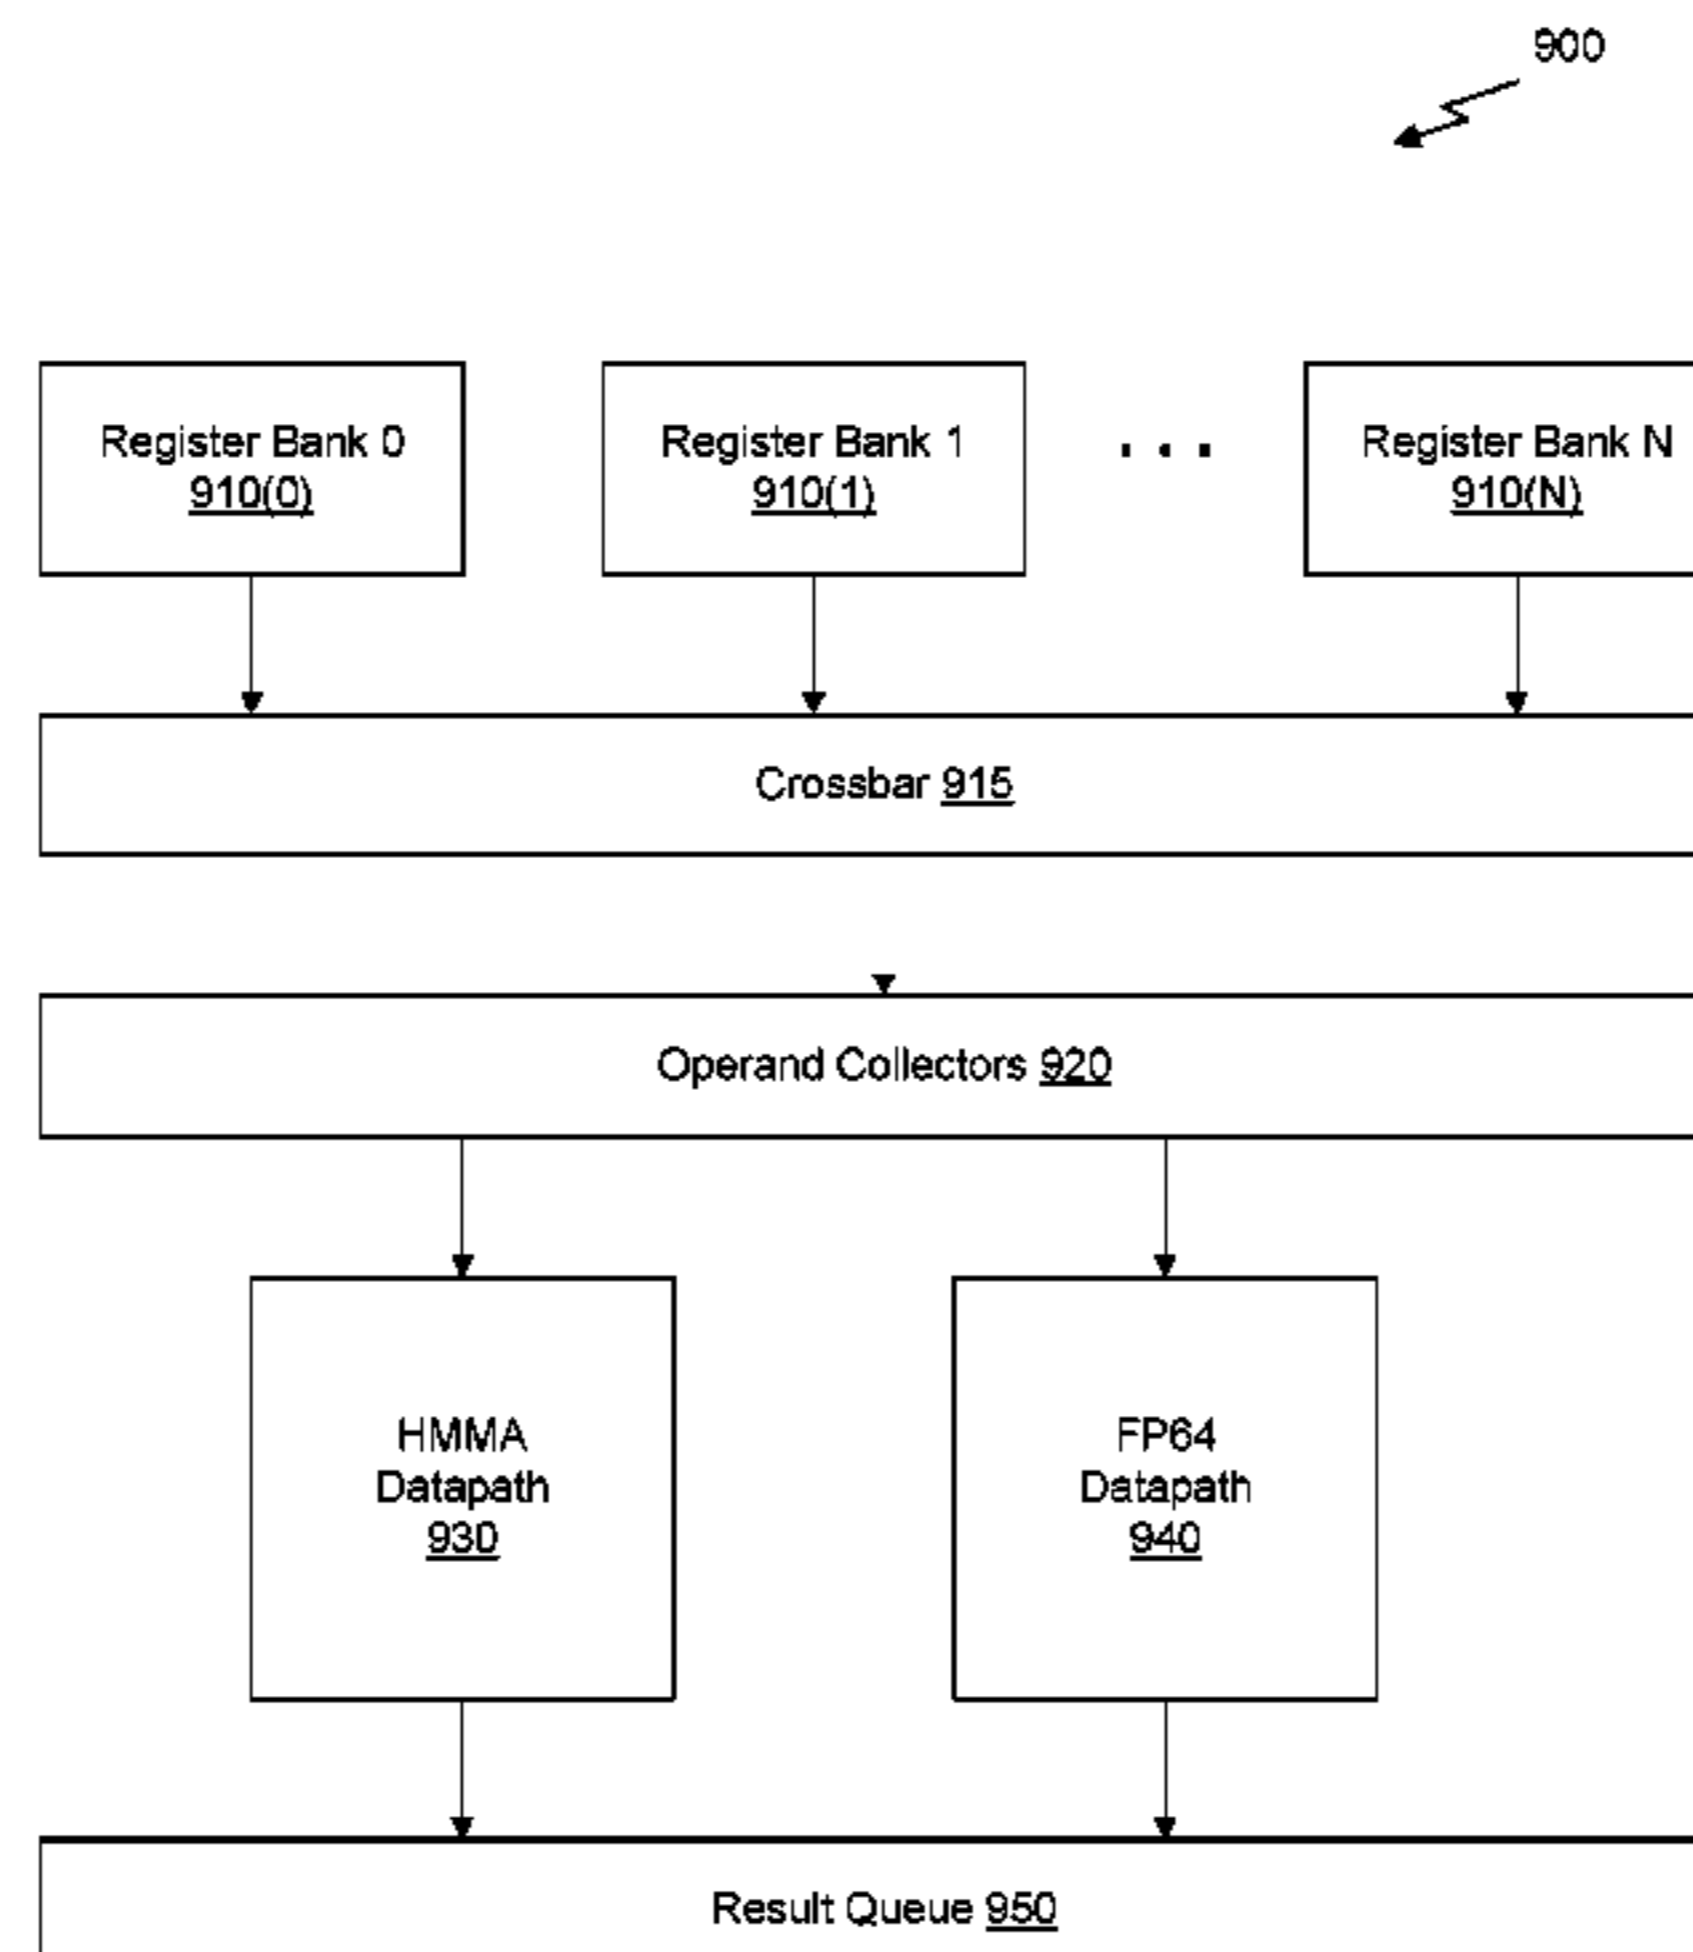 900
Register Bank 0
910(0)
Register Bank 1
910(1)
. . .
Register Bank N
910(N)
Crossbar 915
Operand Collectors 920
HMMA
Datapath
930
FP64
Datapath
940
Result Queue 950